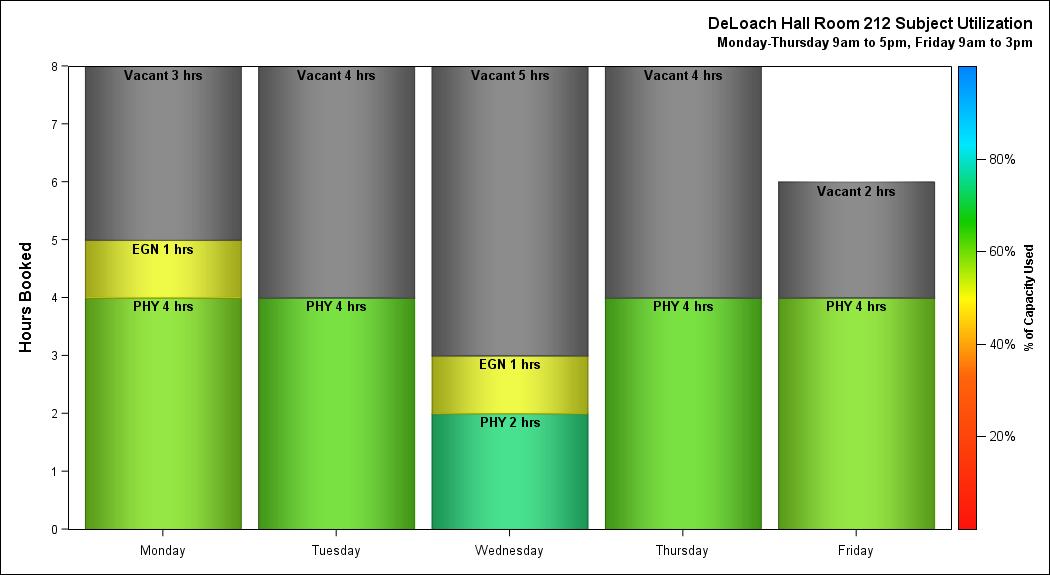 DeLoach Hall Room 212 Subject Utilization
Monday-Thursday 9am to 5pm, Friday 9am to 3pm
Hours Booked
8
7
6
5
4
3
2
1
0
Vacant 3 hrs
EGN 1 hrs
PHY 4 hrs
Vacant 4 hrs
PHY 4 hrs
Vacant 5 hrs
EGN 1 hrs
PHY 2 hrs
Vacant 4 hrs
PHY 4 hrs
Vacant 2 hrs
PHY 4 hrs
Monday
Tuesday
Wednesday
Thursday
Friday
80%
60%
40%
20%
% of Capacity Used